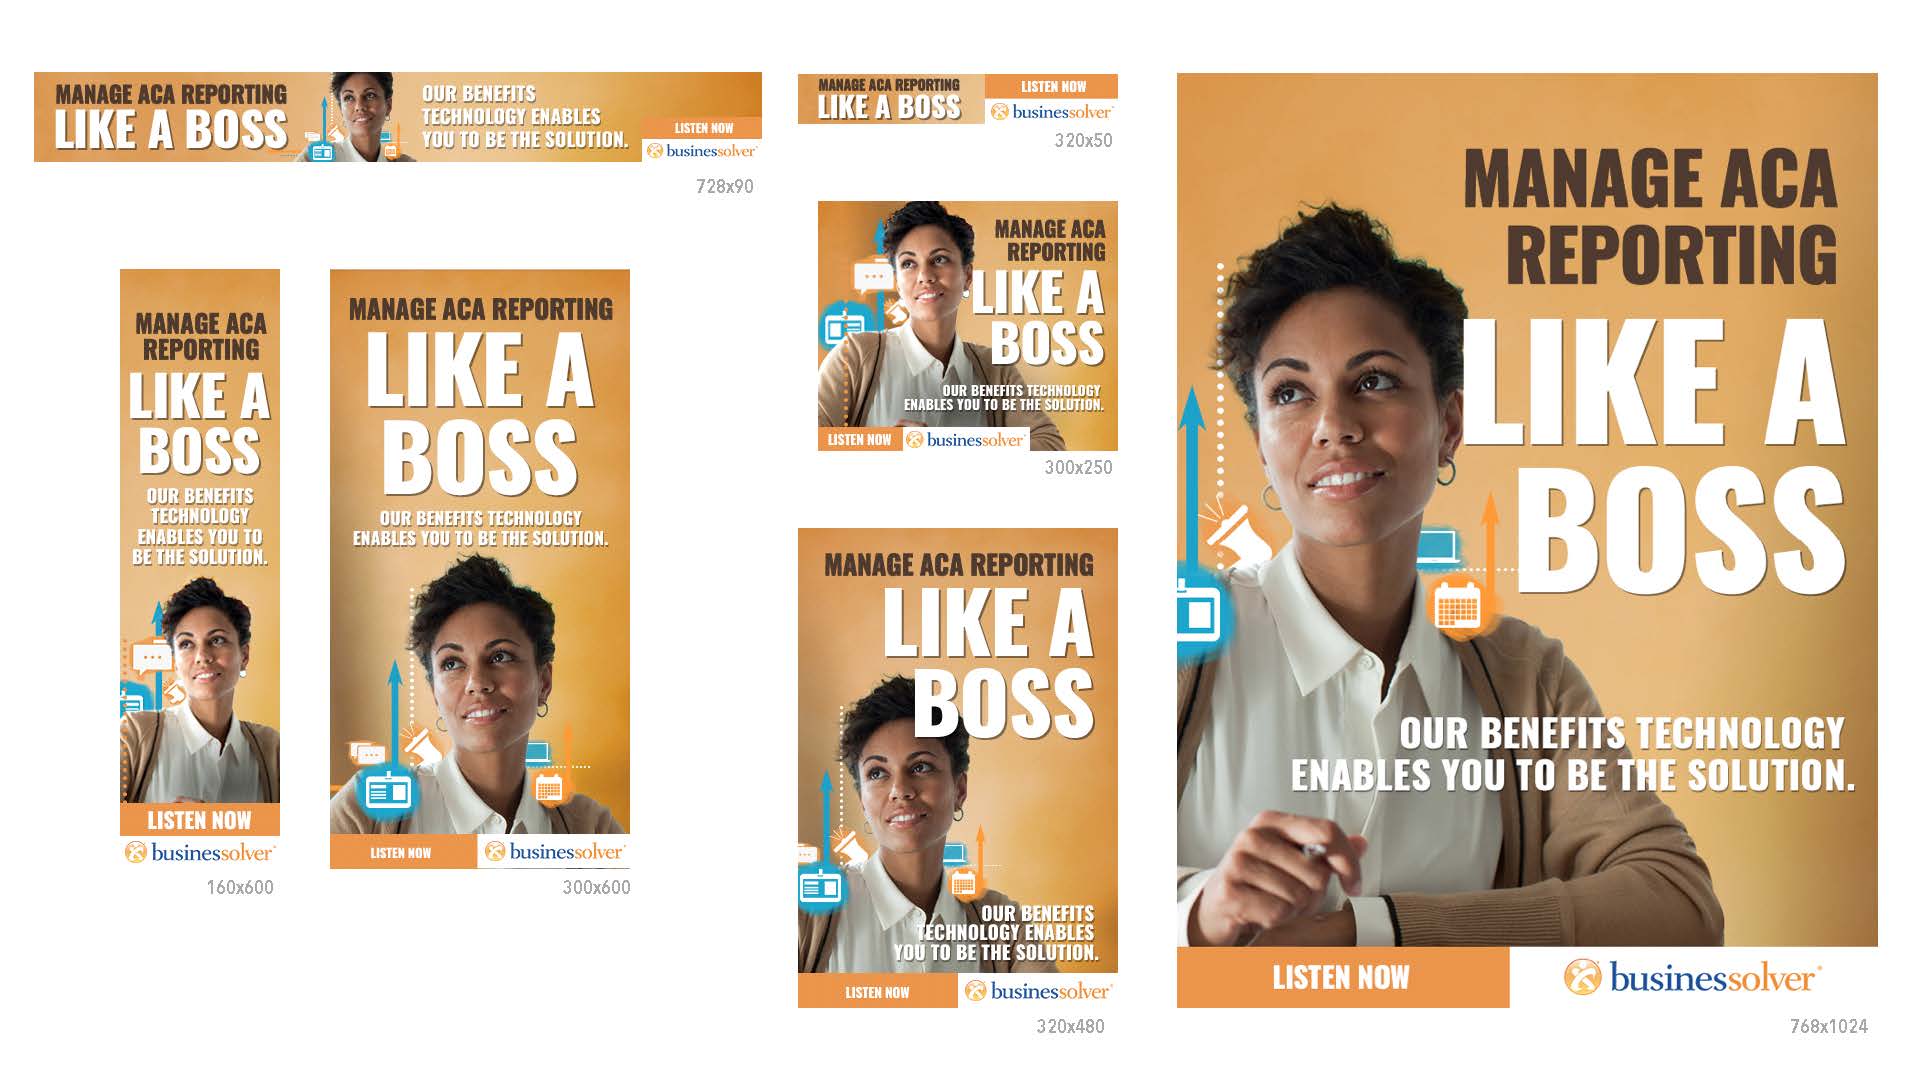 MANAGE ACA REPORTING
LIKE A BOSS
OUR BENEFITS
TECHNOLOGY ENABLES
YOU TO BE THE SOLUTION.
LISTEN NOW
businessolver
728x90
MANAGE ACA REPORTING
LIKE A BOSS
LISTEN NOW
businessolver
320x50
MANAGE ACA
REPORTING
LIKE A
BOSS
OUR BENEFITS
TECHNOLOGY
ENABLES YOU TO
BE THE SOLUTION.
LISTEN NOW
businessolver
160x600
MANAGE ACA REPORTING
LIKE A
BOSS
OUR BENEFITS TECHNOLOGY
ENABLES YOU TO BE THE SOLUTION.
LISTEN NOW
businessolver
300x600
MANAGE ACA
REPORTING
LIKE A
BOSS
OUR BENEFITS TECHNOLOGY
ENABLES YOU TO BE THE SOLUTION.
LISTEN NOW
businessolver
300x250
MANAGE ACA REPORTING
LIKE A
BOSS
OUR BENEFITS
TECHNOLOGY ENABLES
YOU TO BE THE SOLUTION.
LISTEN NOW
businessolver
320x480
MANAGE ACA
REPORTING
LIKE A
BOSS
OUR BENEFITS TECHNOLOGY
ENABLES YOU TO BE THE SOLUTION.
LISTEN NOW
businessolver
768x1024